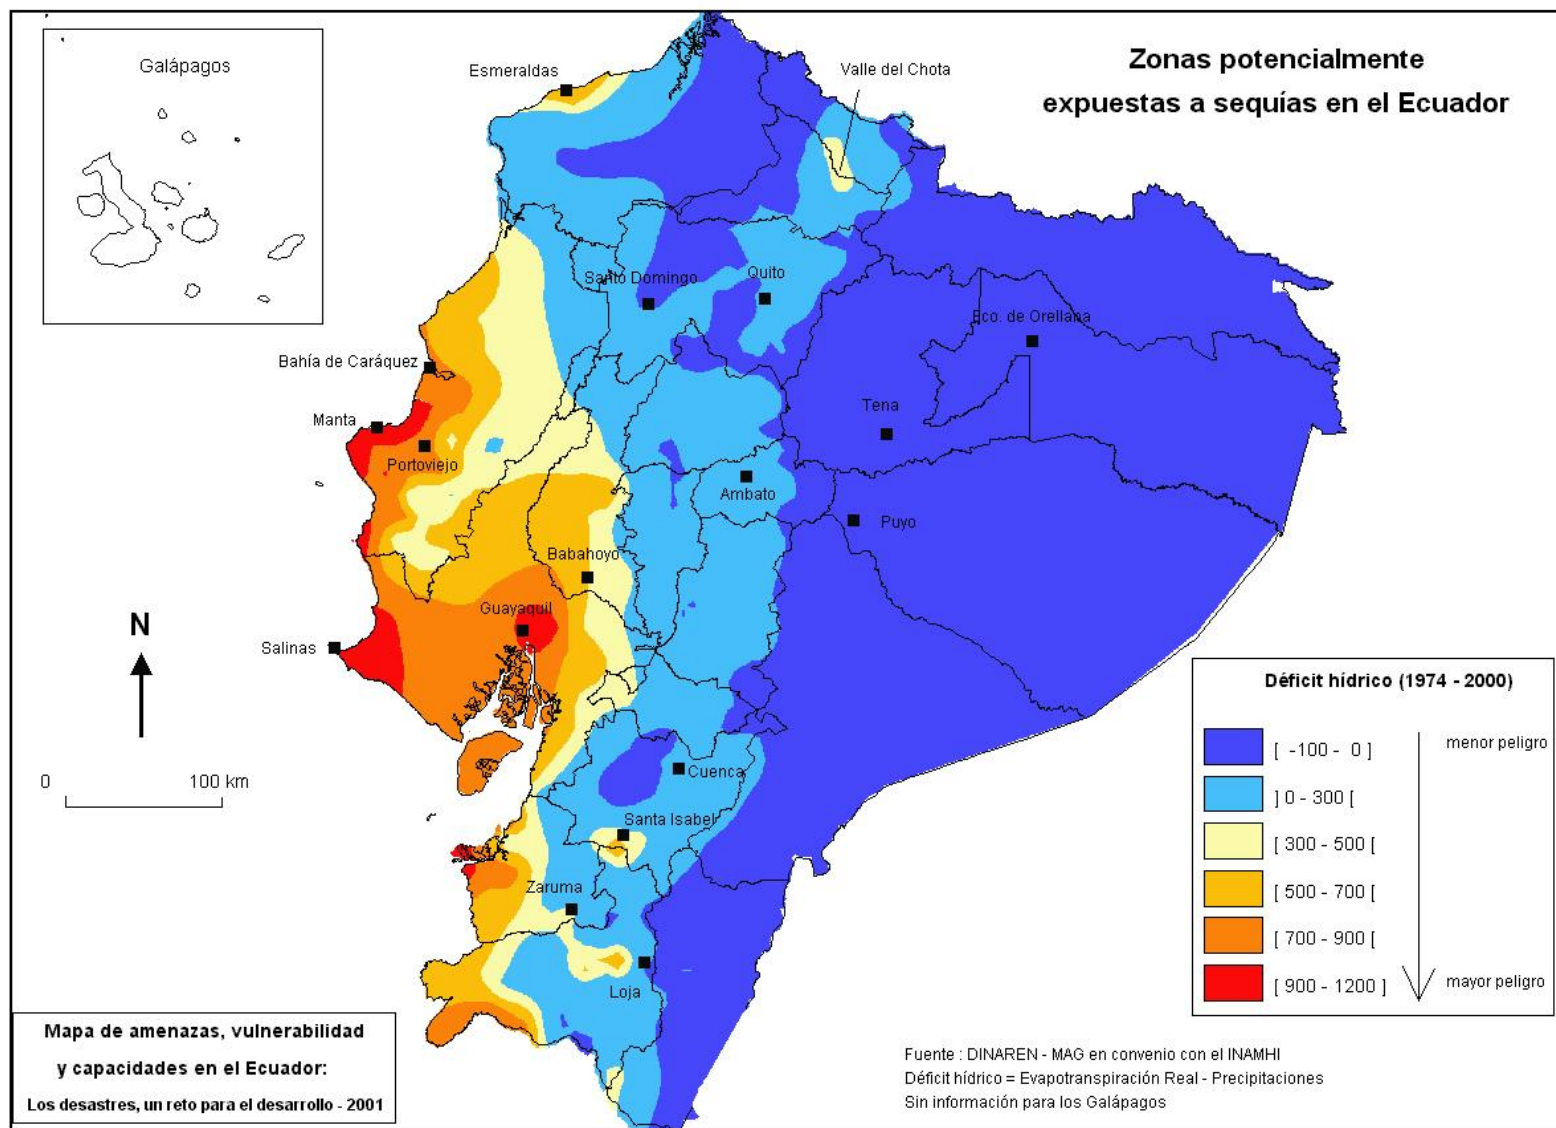 Galápagos
Zonas potencialmente
expuestas a sequías en el Ecuador
Esmeraldas
Valle del Chota
Santo Domingo
Quito
Fco. de Orellana
Bahía de Caráquez
Manta
Tena
Portoviejo
Ambato
Puyo
Babahoyo
Guayaquil
Salinas
N
0 100 km
Cuenca
Santa Isabel
Zaruma
Loja
Déficit hídrico (1974 - 2000)
[ -100 - 0 ]
menor peligro
] 0 - 300 [
[ 300 - 500 [
[ 500 - 700 [
[ 700 - 900 [
[ 900 - 1200 ]
mayor peligro
Mapa de amenazas, vulnerabilidad
y capacidades en el Ecuador:
Los desastres, un reto para el desarrollo - 2001
Fuente : DINAREN - MAG en convenio con el INAMHI
Déficit hídrico = Evapotranspiración Real - Precipitaciones
Sin información para los Galápagos